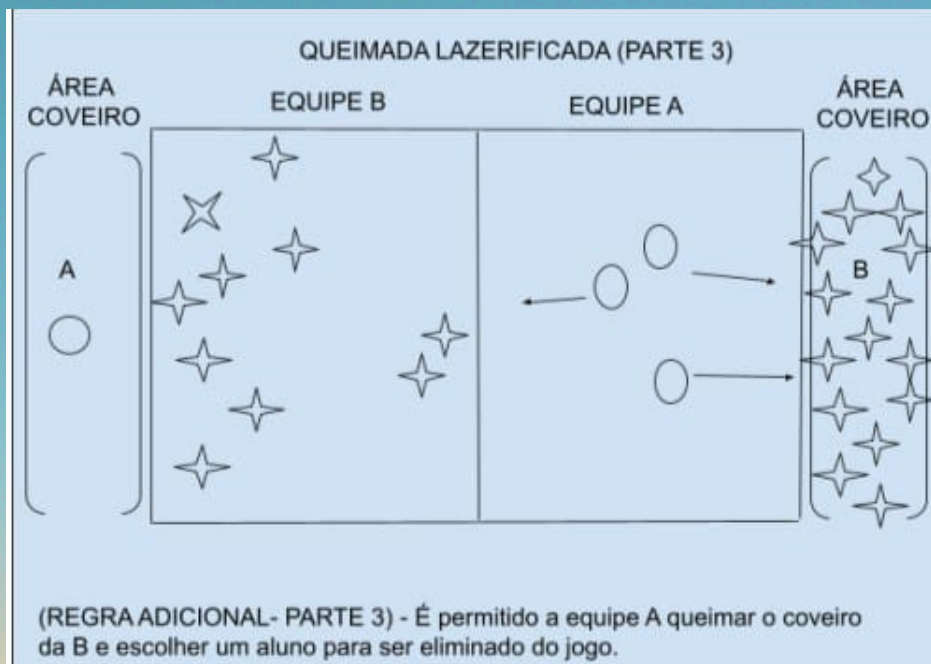 QUEIMADA LAZERIFICADA (PARTE 3)
ÁREA
COVEIRO
EQUIPE B
EQUIPE A
ÁREA
COVEIRO
A
B
(REGRA ADICIONAL- PARTE 3) - É permitido a equipe A queimar o coveiro
da B e escolher um aluno para ser eliminado do jogo.